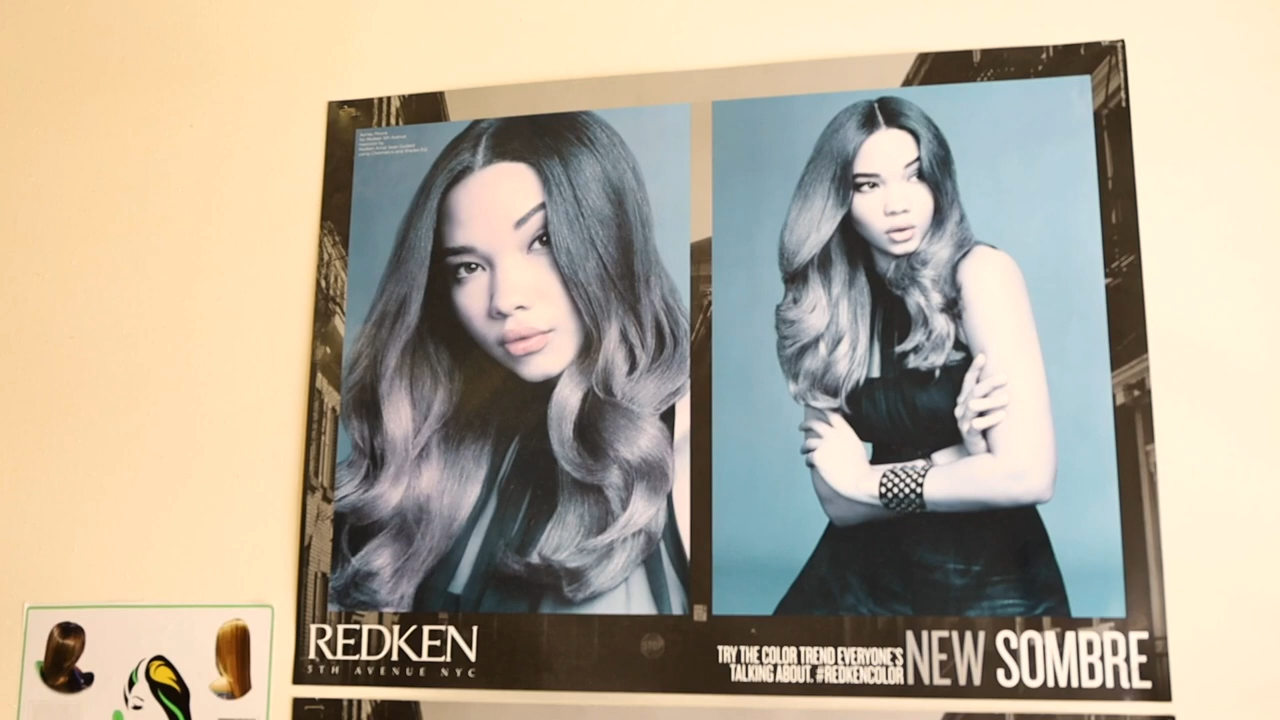 REDKEN
5TH AVENUE NYC
TRY THE COLOR TREND EVERYONE'S
TALKING ABOUT. #REDKENCOLOR
NEW SOMBRE